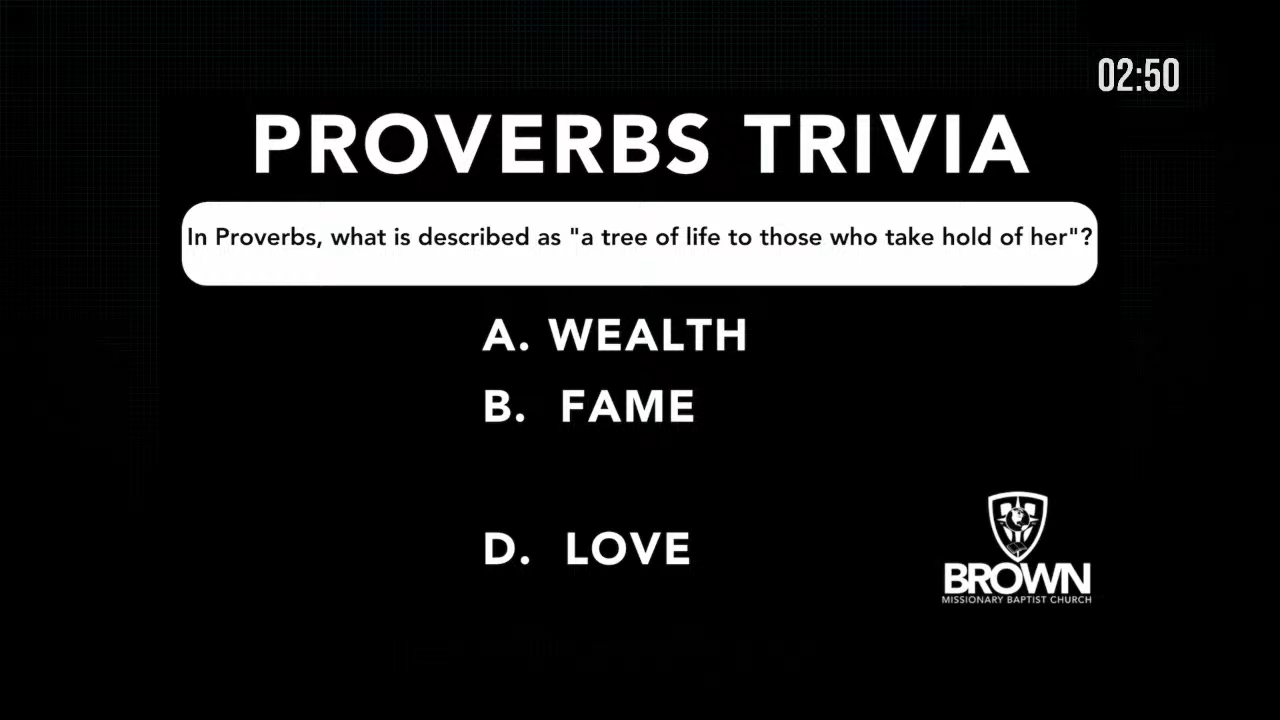 02:50
PROVERBS TRIVIA
In Proverbs, what is described as "a tree of life to those who take hold of her"?
A. WEALTH
B. FAME
D. LOVE
BROWN
MISSIONARY BAPTIST CHURCH